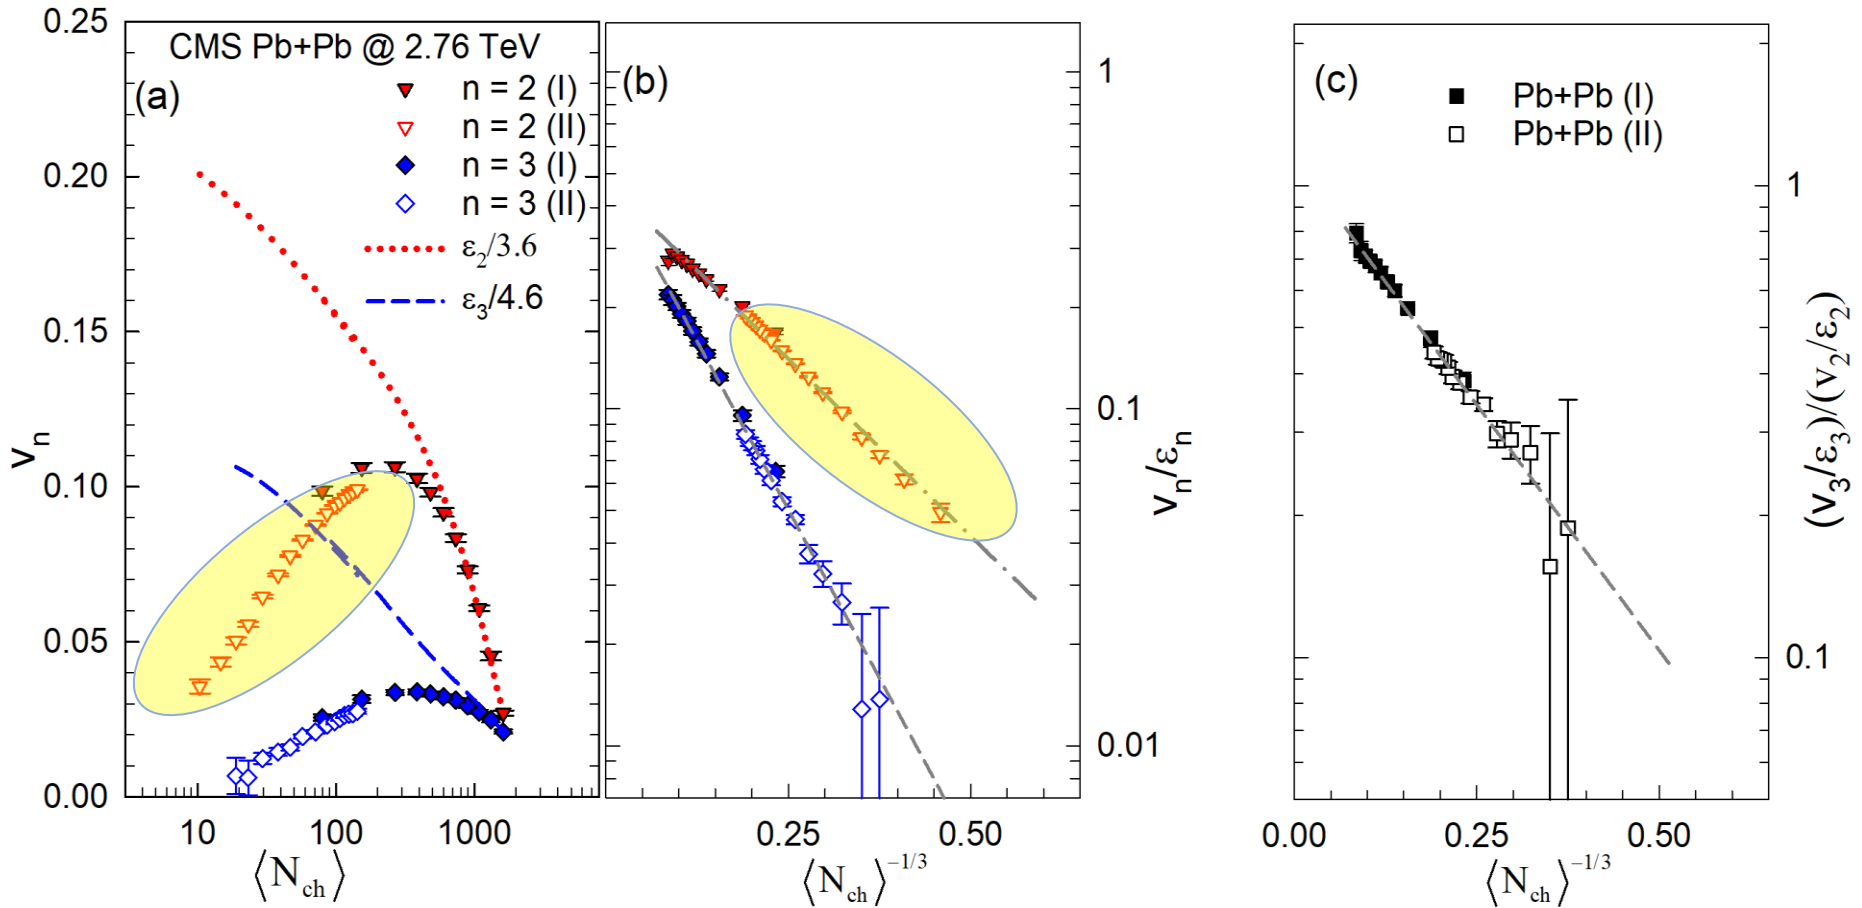 CMS Pb+Pb @ 2.76 TeV
(a)
n = 2 (I)
n = 2 (II)
n = 3 (I)
n = 3 (II)
ε₂/3.6
ε₃/4.6
0.25
0.20
0.15
0.10
0.05
0.00
vₙ
10 100 1000
⟨N_ch⟩
(b)
1
0.1
0.01
vₙ/εₙ
0.25 0.50
⟨N_ch⟩^−1/3
(c)
Pb+Pb (I)
Pb+Pb (II)
1
0.1
(v₃/ε₃)/(v₂/ε₂)
0.00 0.25 0.50
⟨N_ch⟩^−1/3